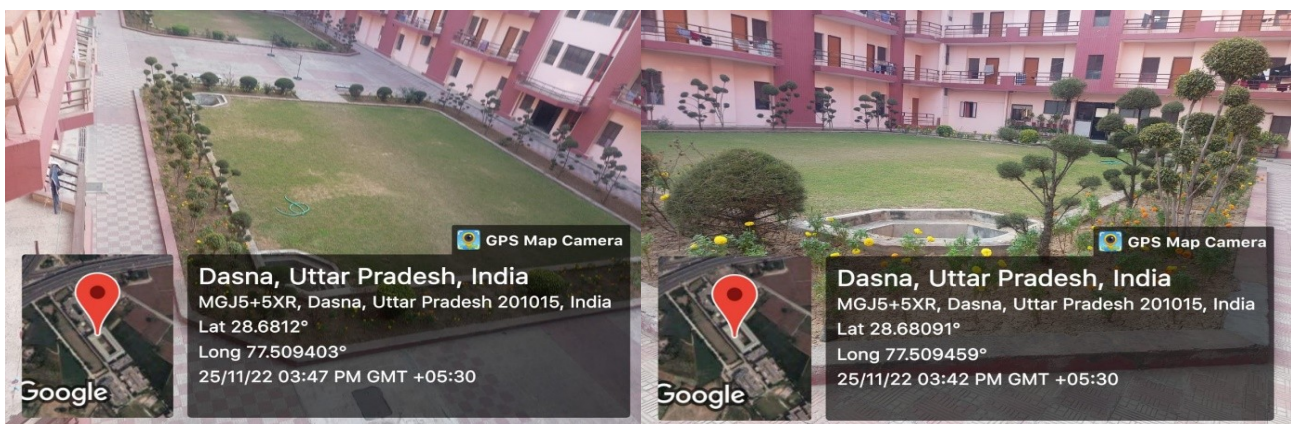 GPS Map Camera
Dasna, Uttar Pradesh, India
MGJ5+5XR, Dasna, Uttar Pradesh 201015, India
Lat 28.6812°
Long 77.509403°
25/11/22 03:47 PM GMT +05:30
Google
GPS Map Camera
Dasna, Uttar Pradesh, India
MGJ5+5XR, Dasna, Uttar Pradesh 201015, India
Lat 28.68091°
Long 77.509459°
25/11/22 03:42 PM GMT +05:30
Google